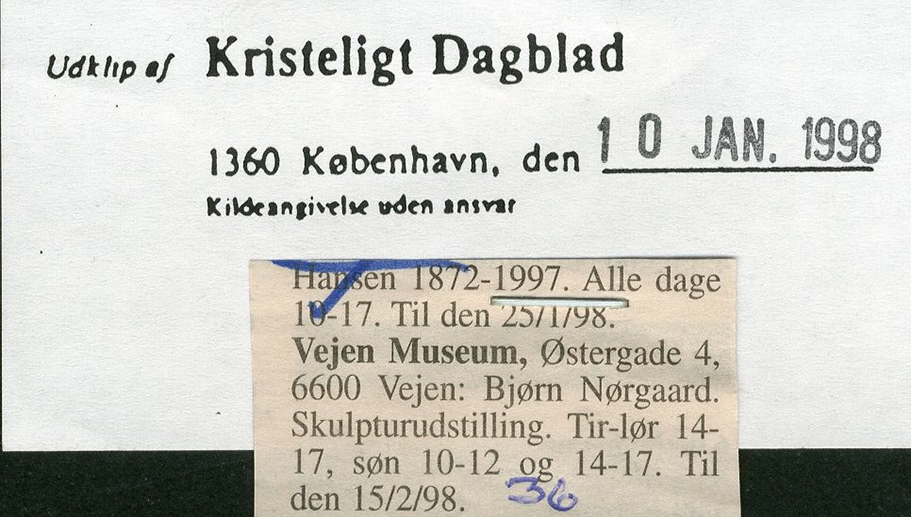 Udklip af Kristeligt Dagblad
1360 København, den 10 JAN. 1998
Kildeangivelse uden ansvar
Hansen 1872-1997. Alle dage
10-17. Til den 25/1/98.
Vejen Museum, Østergade 4,
6600 Vejen: Bjørn Nørgaard.
Skulpturudstilling. Tir-lør 14-
17, søn 10-12 og 14-17. Til
den 15/2/98. 36